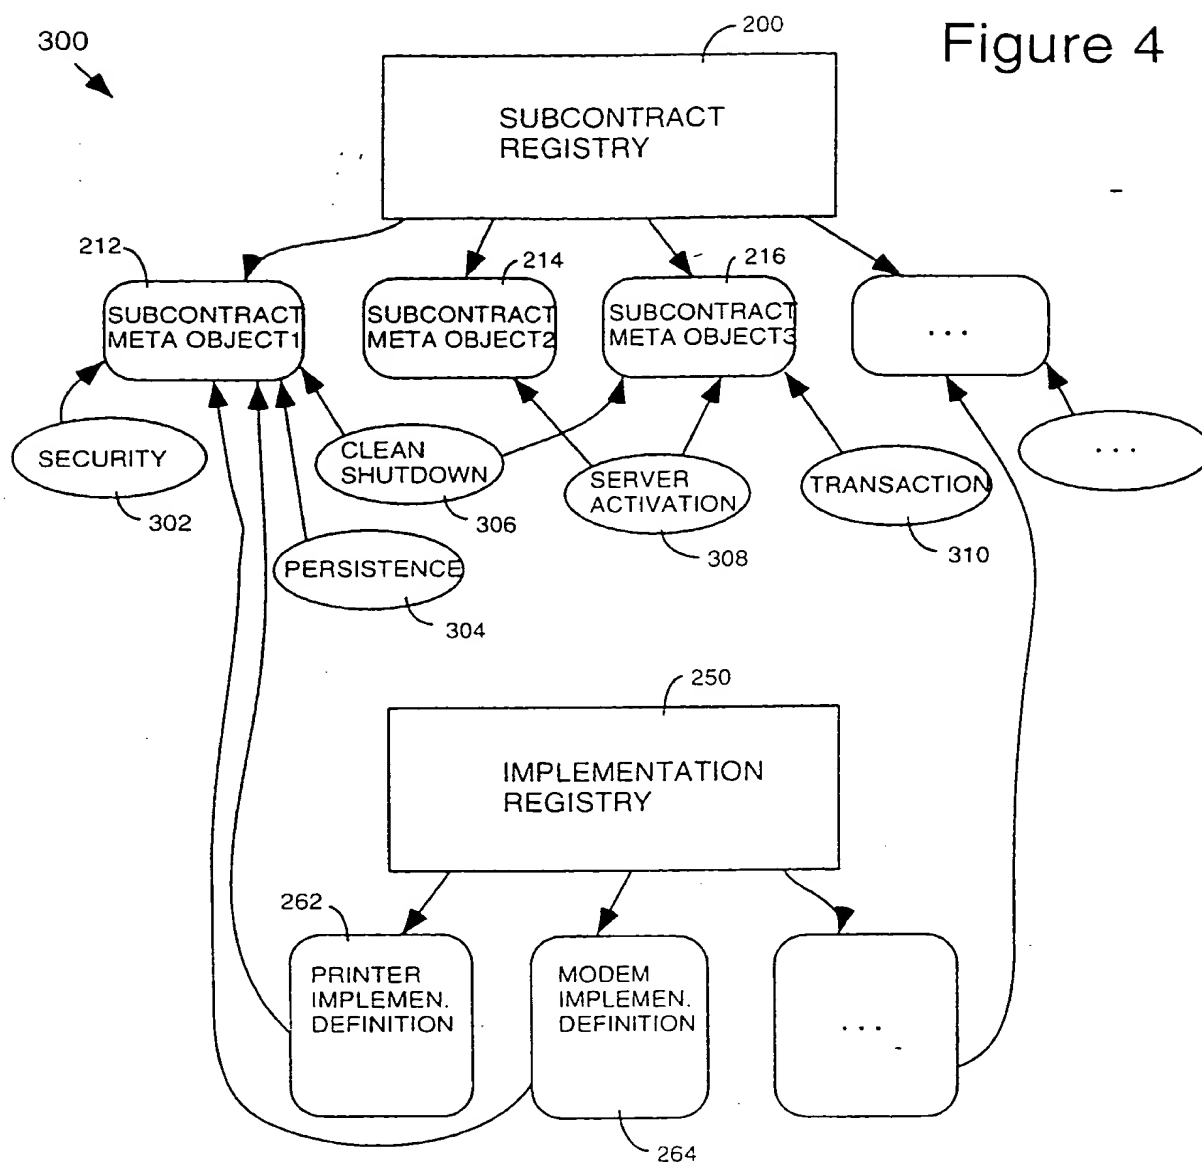 Figure 4
300
200
SUBCONTRACT
REGISTRY
212
214
216
SUBCONTRACT
META OBJECT1
SUBCONTRACT
META OBJECT2
SUBCONTRACT
META OBJECT3
...
SECURITY
302
CLEAN
SHUTDOWN
306
SERVER
ACTIVATION
308
TRANSACTION
310
...
PERSISTENCE
304
250
IMPLEMENTATION
REGISTRY
262
PRINTER
IMPLEMEN.
DEFINITION
MODEM
IMPLEMEN.
DEFINITION
264
...